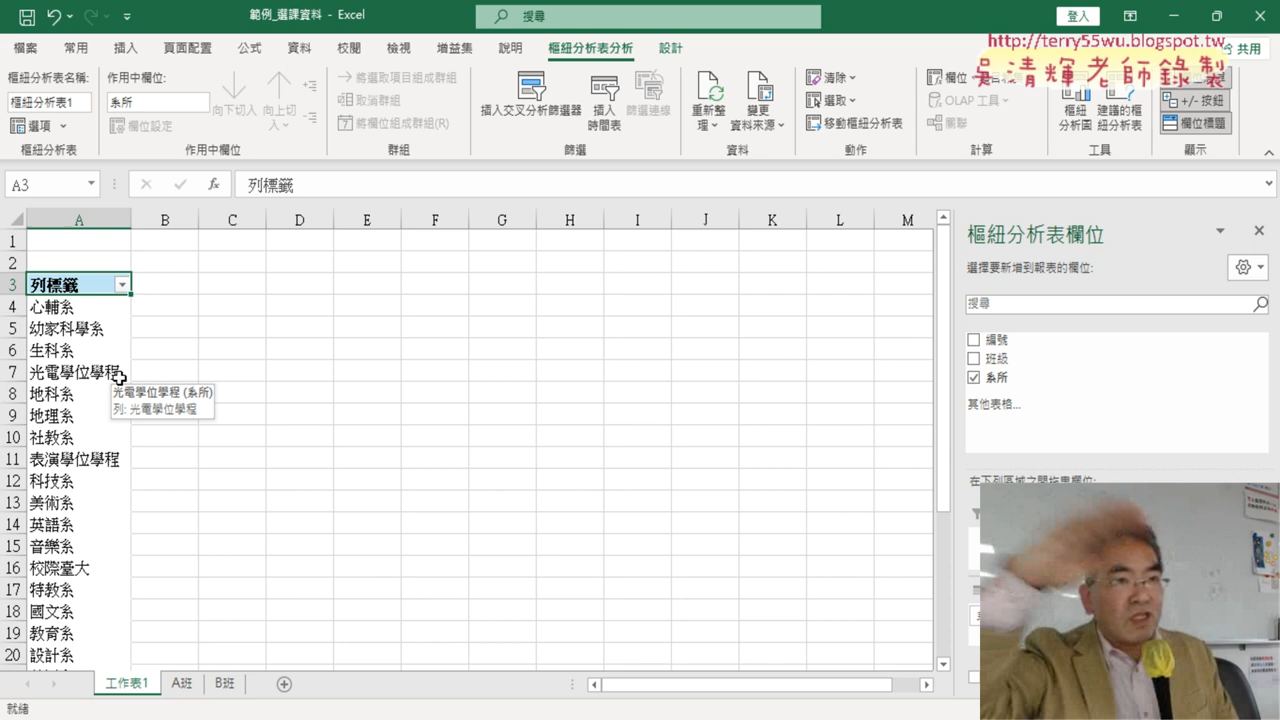 範例_選課資料 - Excel
搜尋
登入
檔案 常用 插入 頁面配置 公式 資料 校閱 檢視 增益集 說明 樞紐分析表分析 設計
共用
http://terry55wu.blogspot.tw
吳清輝老師錄製
樞紐分析表名稱:
樞紐分析表1
選項
樞紐分析表
作用中欄位:
系所
欄位設定
向下切入
向上切入
作用中欄位
將選取項目組成群組
取消群組
將欄位組成群組(R)
群組
插入交叉分析篩選器
插入時間表
篩選連線
篩選
重新整理
變更資料來源
資料
清除
選取
移動樞紐分析表
動作
欄位
OLAP 工具
關聯
計算
樞紐分析圖
建議的樞紐分析表
工具
+/- 按鈕
欄位標題
顯示
A3
fx
列標籤
A B C D E F G H I J K L M
1
2
3 列標籤
4 心輔系
5 幼家科學系
6 生科系
7 光電學位學程
8 地科系
9 地理系
10 社教系
11 表演學位學程
12 科技系
13 美術系
14 英語系
15 音樂系
16 校際臺大
17 特教系
18 國文系
19 教育系
20 設計系
光電學位學程 (系所)
列: 光電學位學程
樞紐分析表欄位
選擇要新增到報表的欄位:
搜尋
編號
班級
系所
其他表格...
在下列區域之間拖曳欄位:
工作表1 A班 B班
就緒